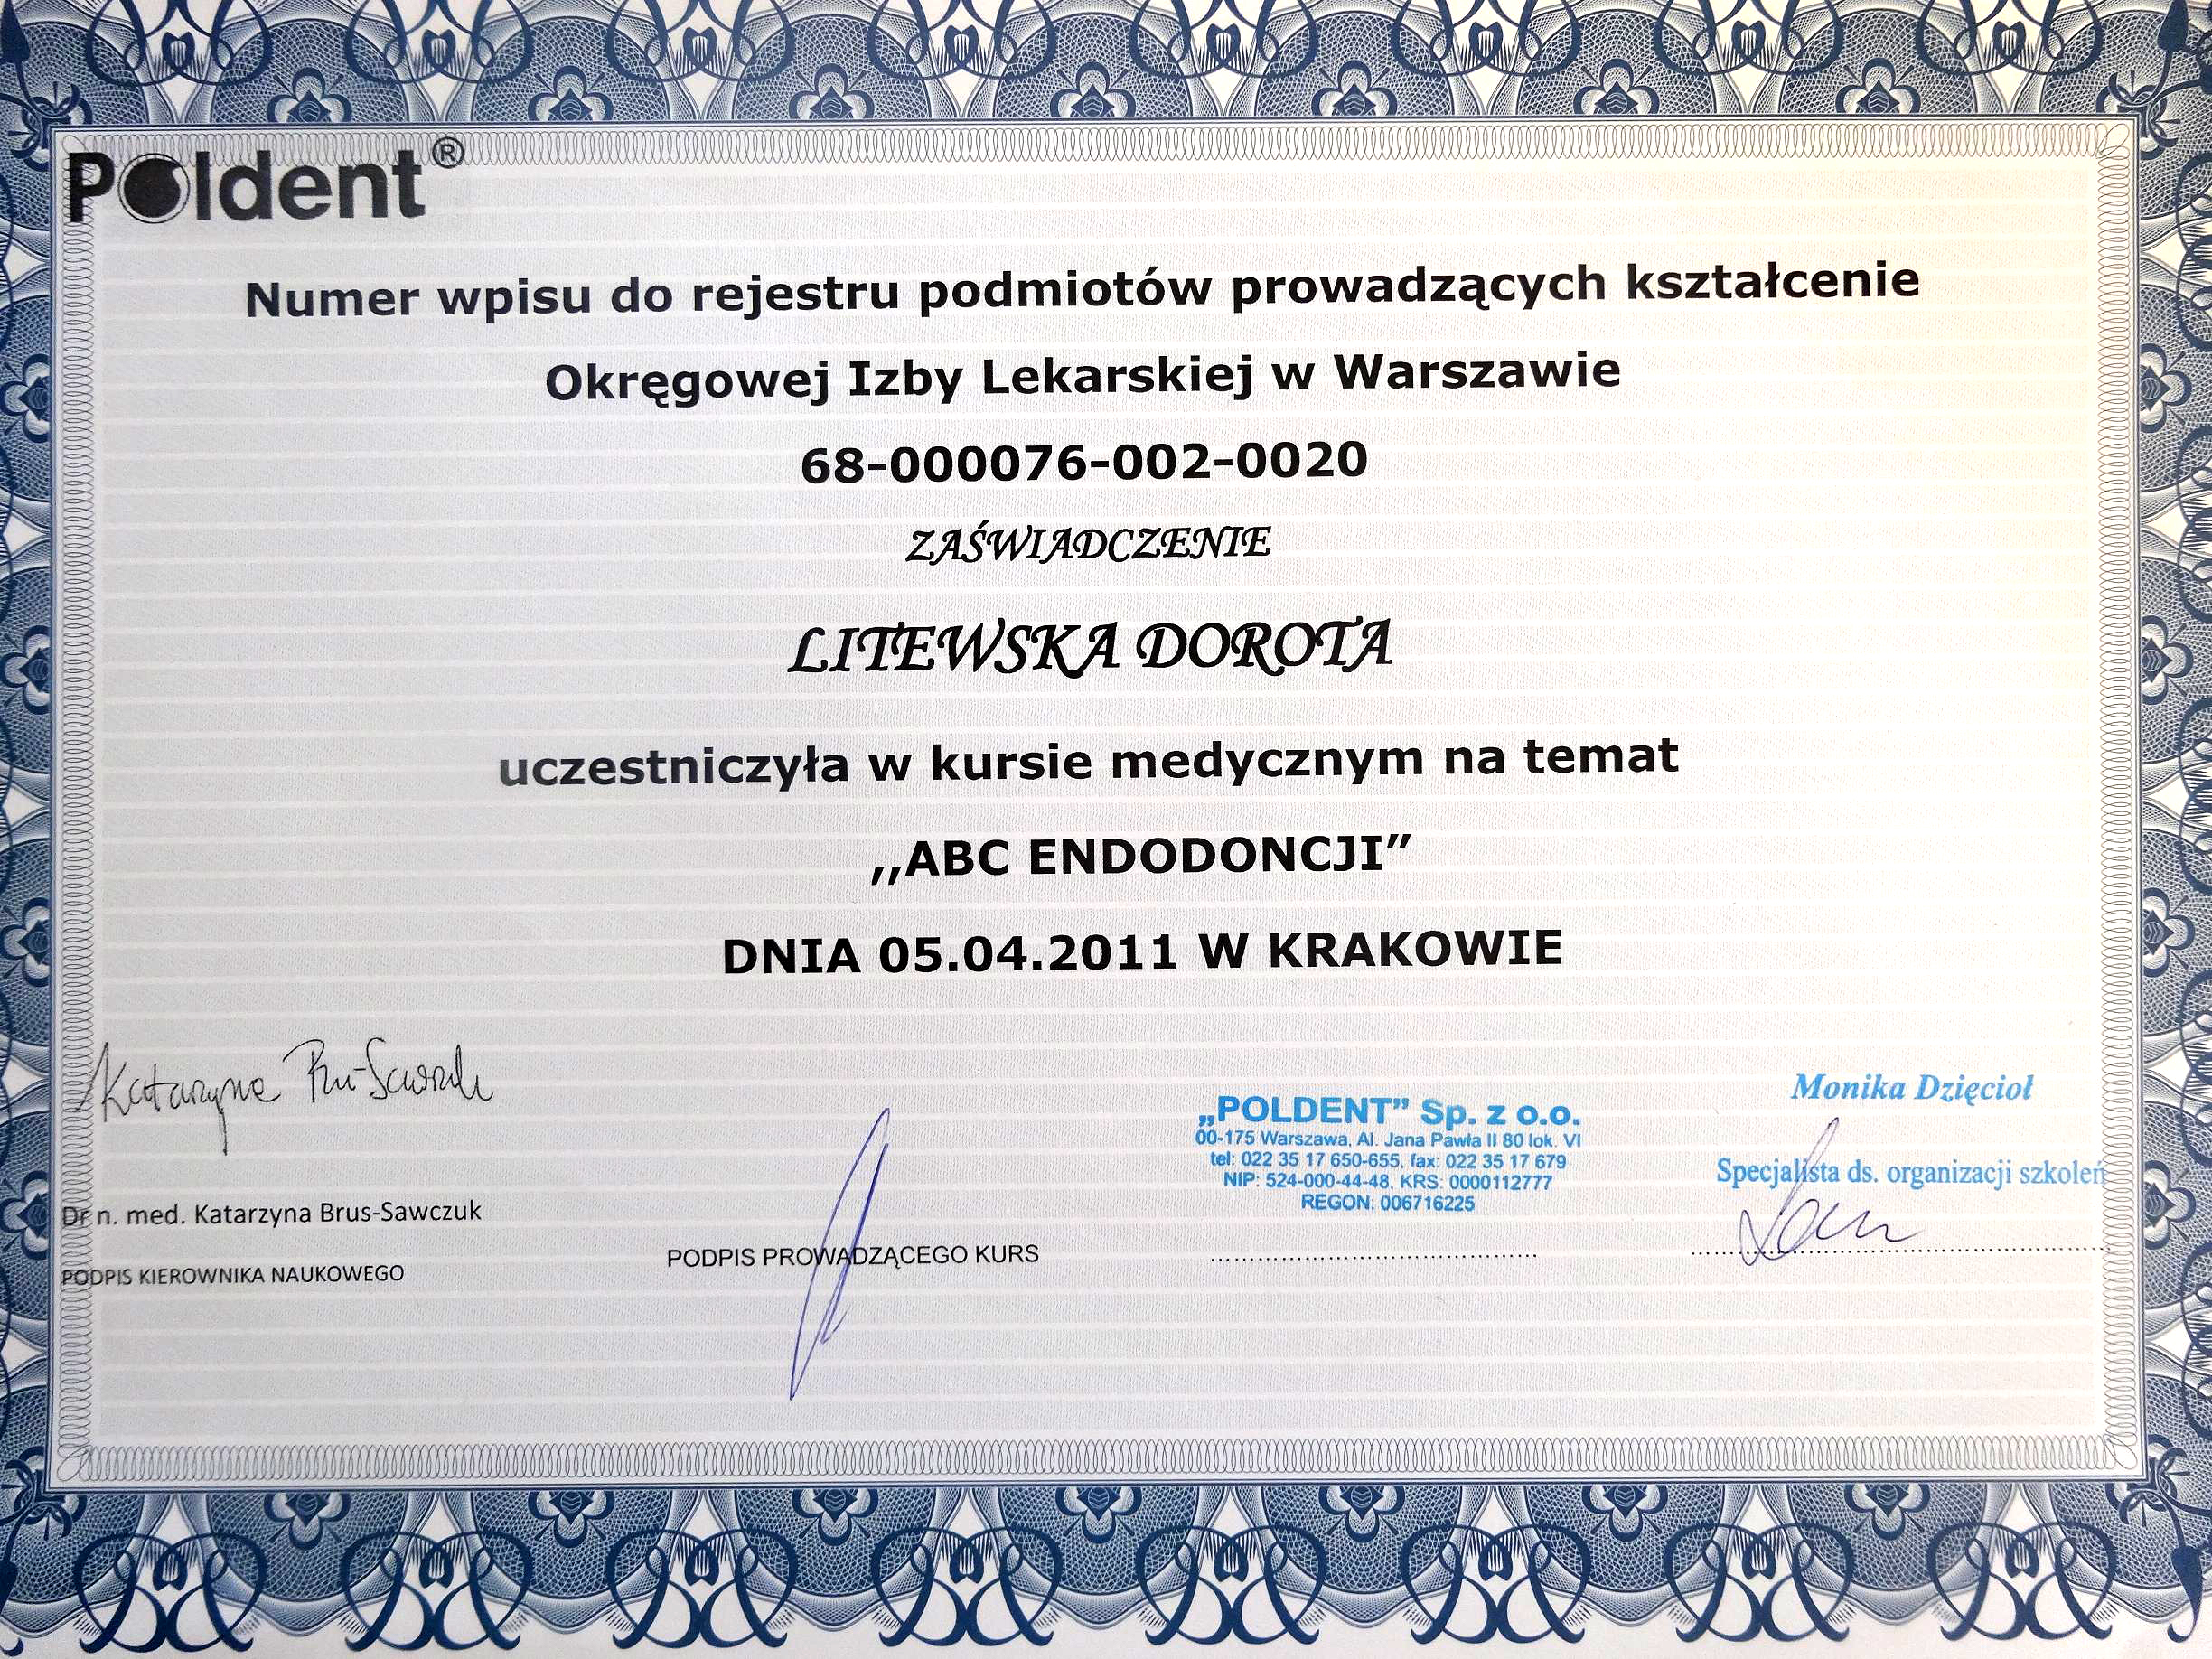 Poldent®
Numer wpisu do rejestru podmiotów prowadzących kształcenie
Okręgowej Izby Lekarskiej w Warszawie
68-000076-002-0020
ZAŚWIADCZENIE
LITEWSKA DOROTA
uczestniczyła w kursie medycznym na temat
,,ABC ENDODONCJI”
DNIA 05.04.2011 W KRAKOWIE
Katarzyna
Dr n. med. Katarzyna Brus-Sawczuk
PODPIS KIEROWNIKA NAUKOWEGO
PODPIS PROWADZĄCEGO KURS
„POLDENT” Sp. z o.o.
00-175 Warszawa, Al. Jana Pawła II 80 lok. VI
tel: 022 35 17 650-655, fax: 022 35 17 679
NIP: 524-000-44-48, KRS: 0000112777
REGON: 006716225
Monika Dzięcioł
Specjalista ds. organizacji szkoleń